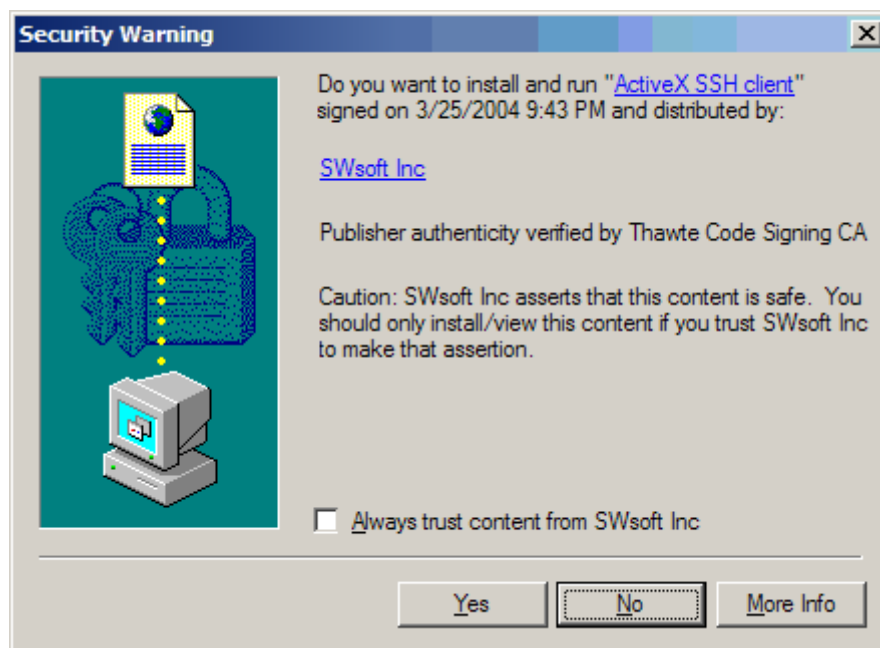 Security Warning
Do you want to install and run "ActiveX SSH client"
signed on 3/25/2004 9:43 PM and distributed by:
SWsoft Inc
Publisher authenticity verified by Thawte Code Signing CA
Caution: SWsoft Inc asserts that this content is safe.  You
should only install/view this content if you trust SWsoft Inc
to make that assertion.
Always trust content from SWsoft Inc
Yes No More Info